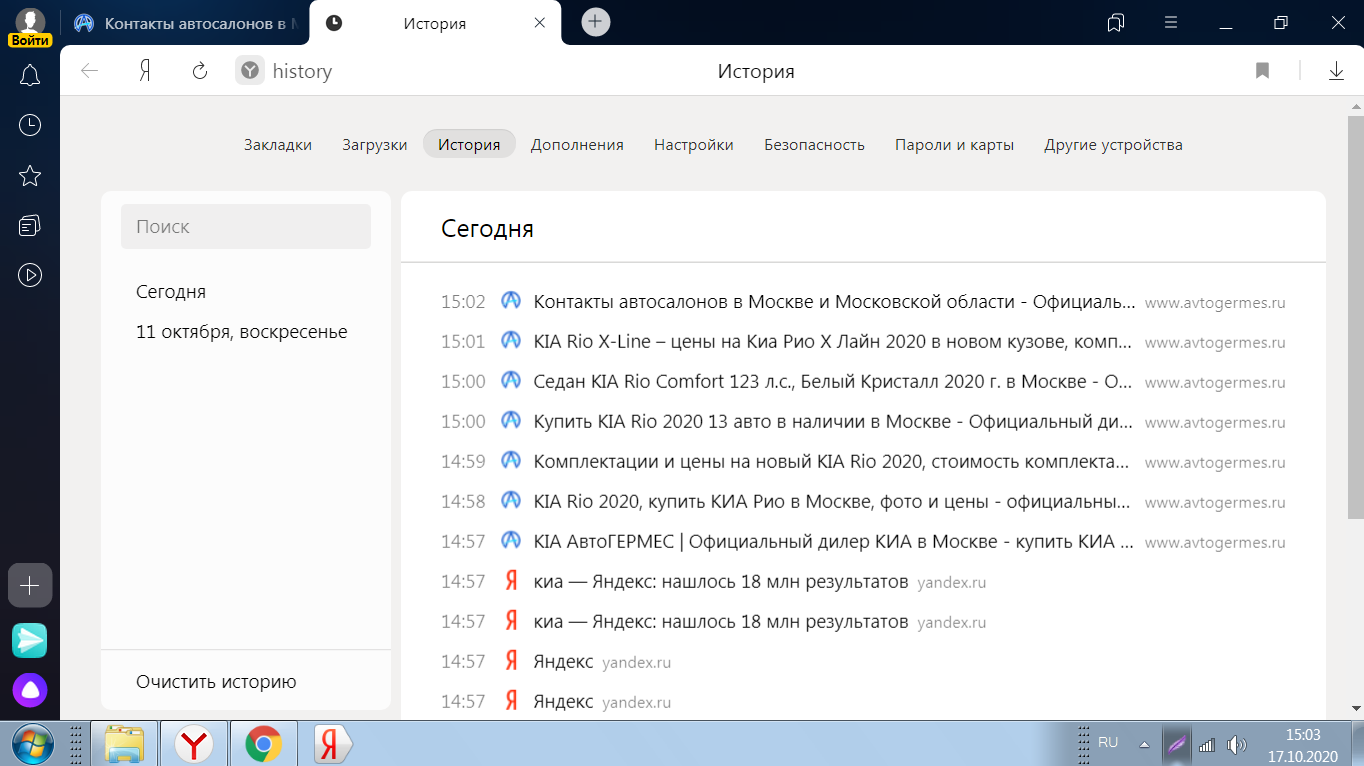 Контакты автосалонов в М
История
Войти
Я
history
История
Закладки Загрузки История Дополнения Настройки Безопасность Пароли и карты Другие устройства
Поиск
Сегодня
11 октября, воскресенье
Очистить историю
Сегодня
15:02 Контакты автосалонов в Москве и Московской области - Официаль... www.avtogermes.ru
15:01 KIA Rio X-Line – цены на Киа Рио Х Лайн 2020 в новом кузове, комп... www.avtogermes.ru
15:00 Седан KIA Rio Comfort 123 л.с., Белый Кристалл 2020 г. в Москве - О... www.avtogermes.ru
15:00 Купить KIA Rio 2020 13 авто в наличии в Москве - Официальный ди... www.avtogermes.ru
14:59 Комплектации и цены на новый KIA Rio 2020, стоимость комплекта... www.avtogermes.ru
14:58 KIA Rio 2020, купить КИА Рио в Москве, фото и цены - официальны... www.avtogermes.ru
14:57 KIA АвтоГЕРМЕС | Официальный дилер КИА в Москве - купить КИА ... www.avtogermes.ru
14:57 Я киа — Яндекс: нашлось 18 млн результатов yandex.ru
14:57 Я киа — Яндекс: нашлось 18 млн результатов yandex.ru
14:57 Я Яндекс yandex.ru
14:57 Я Яндекс yandex.ru
Я
RU
15:03
17.10.2020